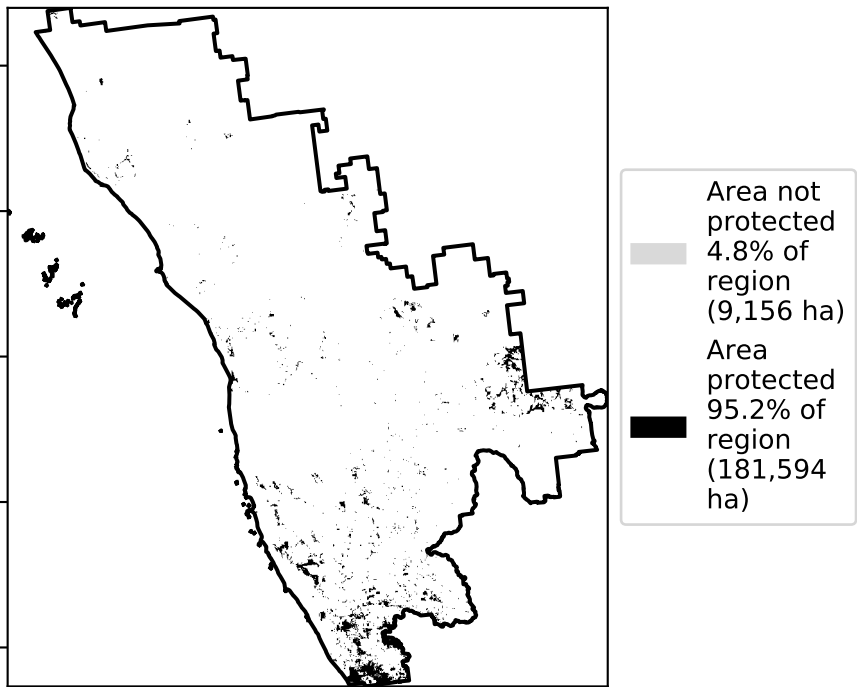 Area not
protected
4.8% of
region
(9,156 ha)
Area
protected
95.2% of
region
(181,594
ha)